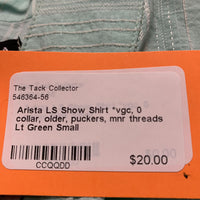 The Tack Collector
546364-56
Arista LS Show Shirt *vgc, 0
collar, older, puckers, mnr threads
Lt Green Small
CCQQDD
$20.00